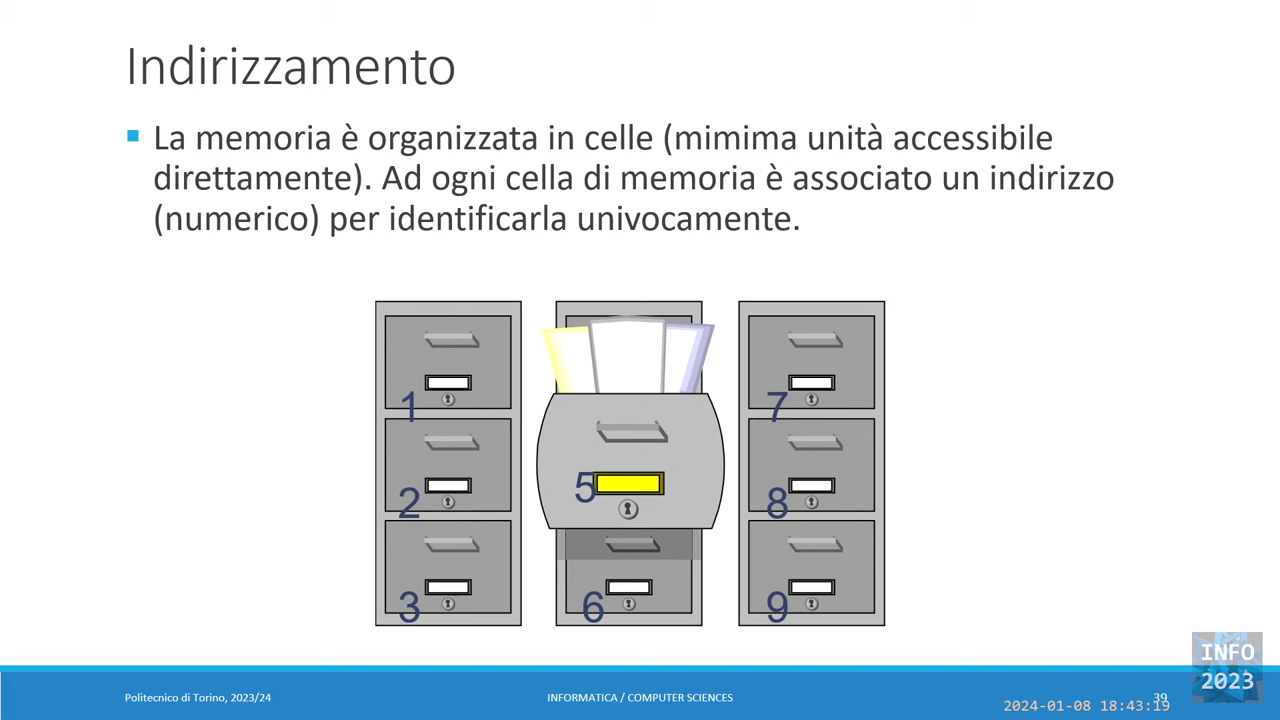 Indirizzamento
La memoria è organizzata in celle (mimima unità accessibile
direttamente). Ad ogni cella di memoria è associato un indirizzo
(numerico) per identificarla univocamente.
1
2
3
5
6
7
8
9
INFO
2023
Politecnico di Torino, 2023/24
INFORMATICA / COMPUTER SCIENCES
39
2024-01-08 18:43:19